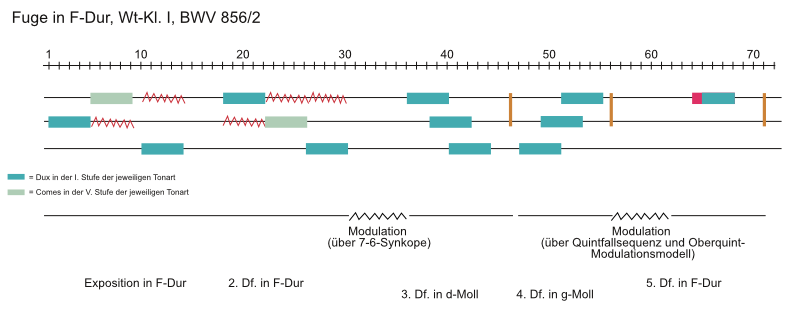 Fuge in F-Dur, Wt-Kl. I, BWV 856/2
1 10 20 30 40 50 60 70
= Dux in der I. Stufe der jeweiligen Tonart
= Comes in der V. Stufe der jeweiligen Tonart
Modulation
(über 7-6-Synkope)
Modulation
(über Quintfallsequenz und Oberquint-
Modulationsmodell)
Exposition in F-Dur
2. Df. in F-Dur
3. Df. in d-Moll
4. Df. in g-Moll
5. Df. in F-Dur